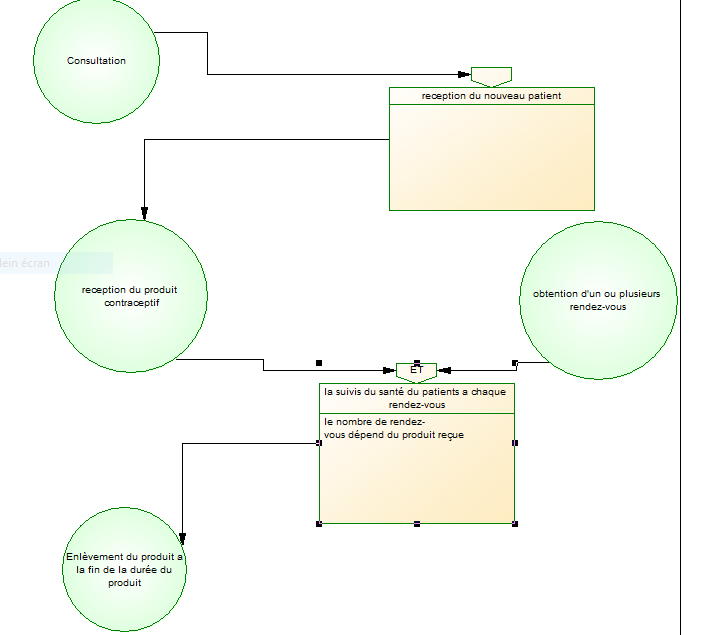 Consultation
reception du nouveau patient
lein écran
reception du produit
contraceptif
obtention d'un ou plusieurs
rendez-vous
ET
la suivis du santé du patients a chaque
rendez-vous
le nombre de rendez-
vous dépend du produit reçue
Enlèvement du produit a
la fin de la durée du
produit